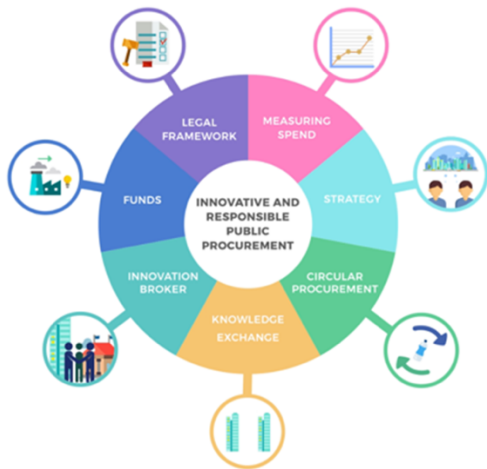 LEGAL
FRAMEWORK
MEASURING
SPEND
FUNDS
INNOVATIVE AND
RESPONSIBLE
PUBLIC
PROCUREMENT
STRATEGY
INNOVATION
BROKER
CIRCULAR
PROCUREMENT
KNOWLEDGE
EXCHANGE